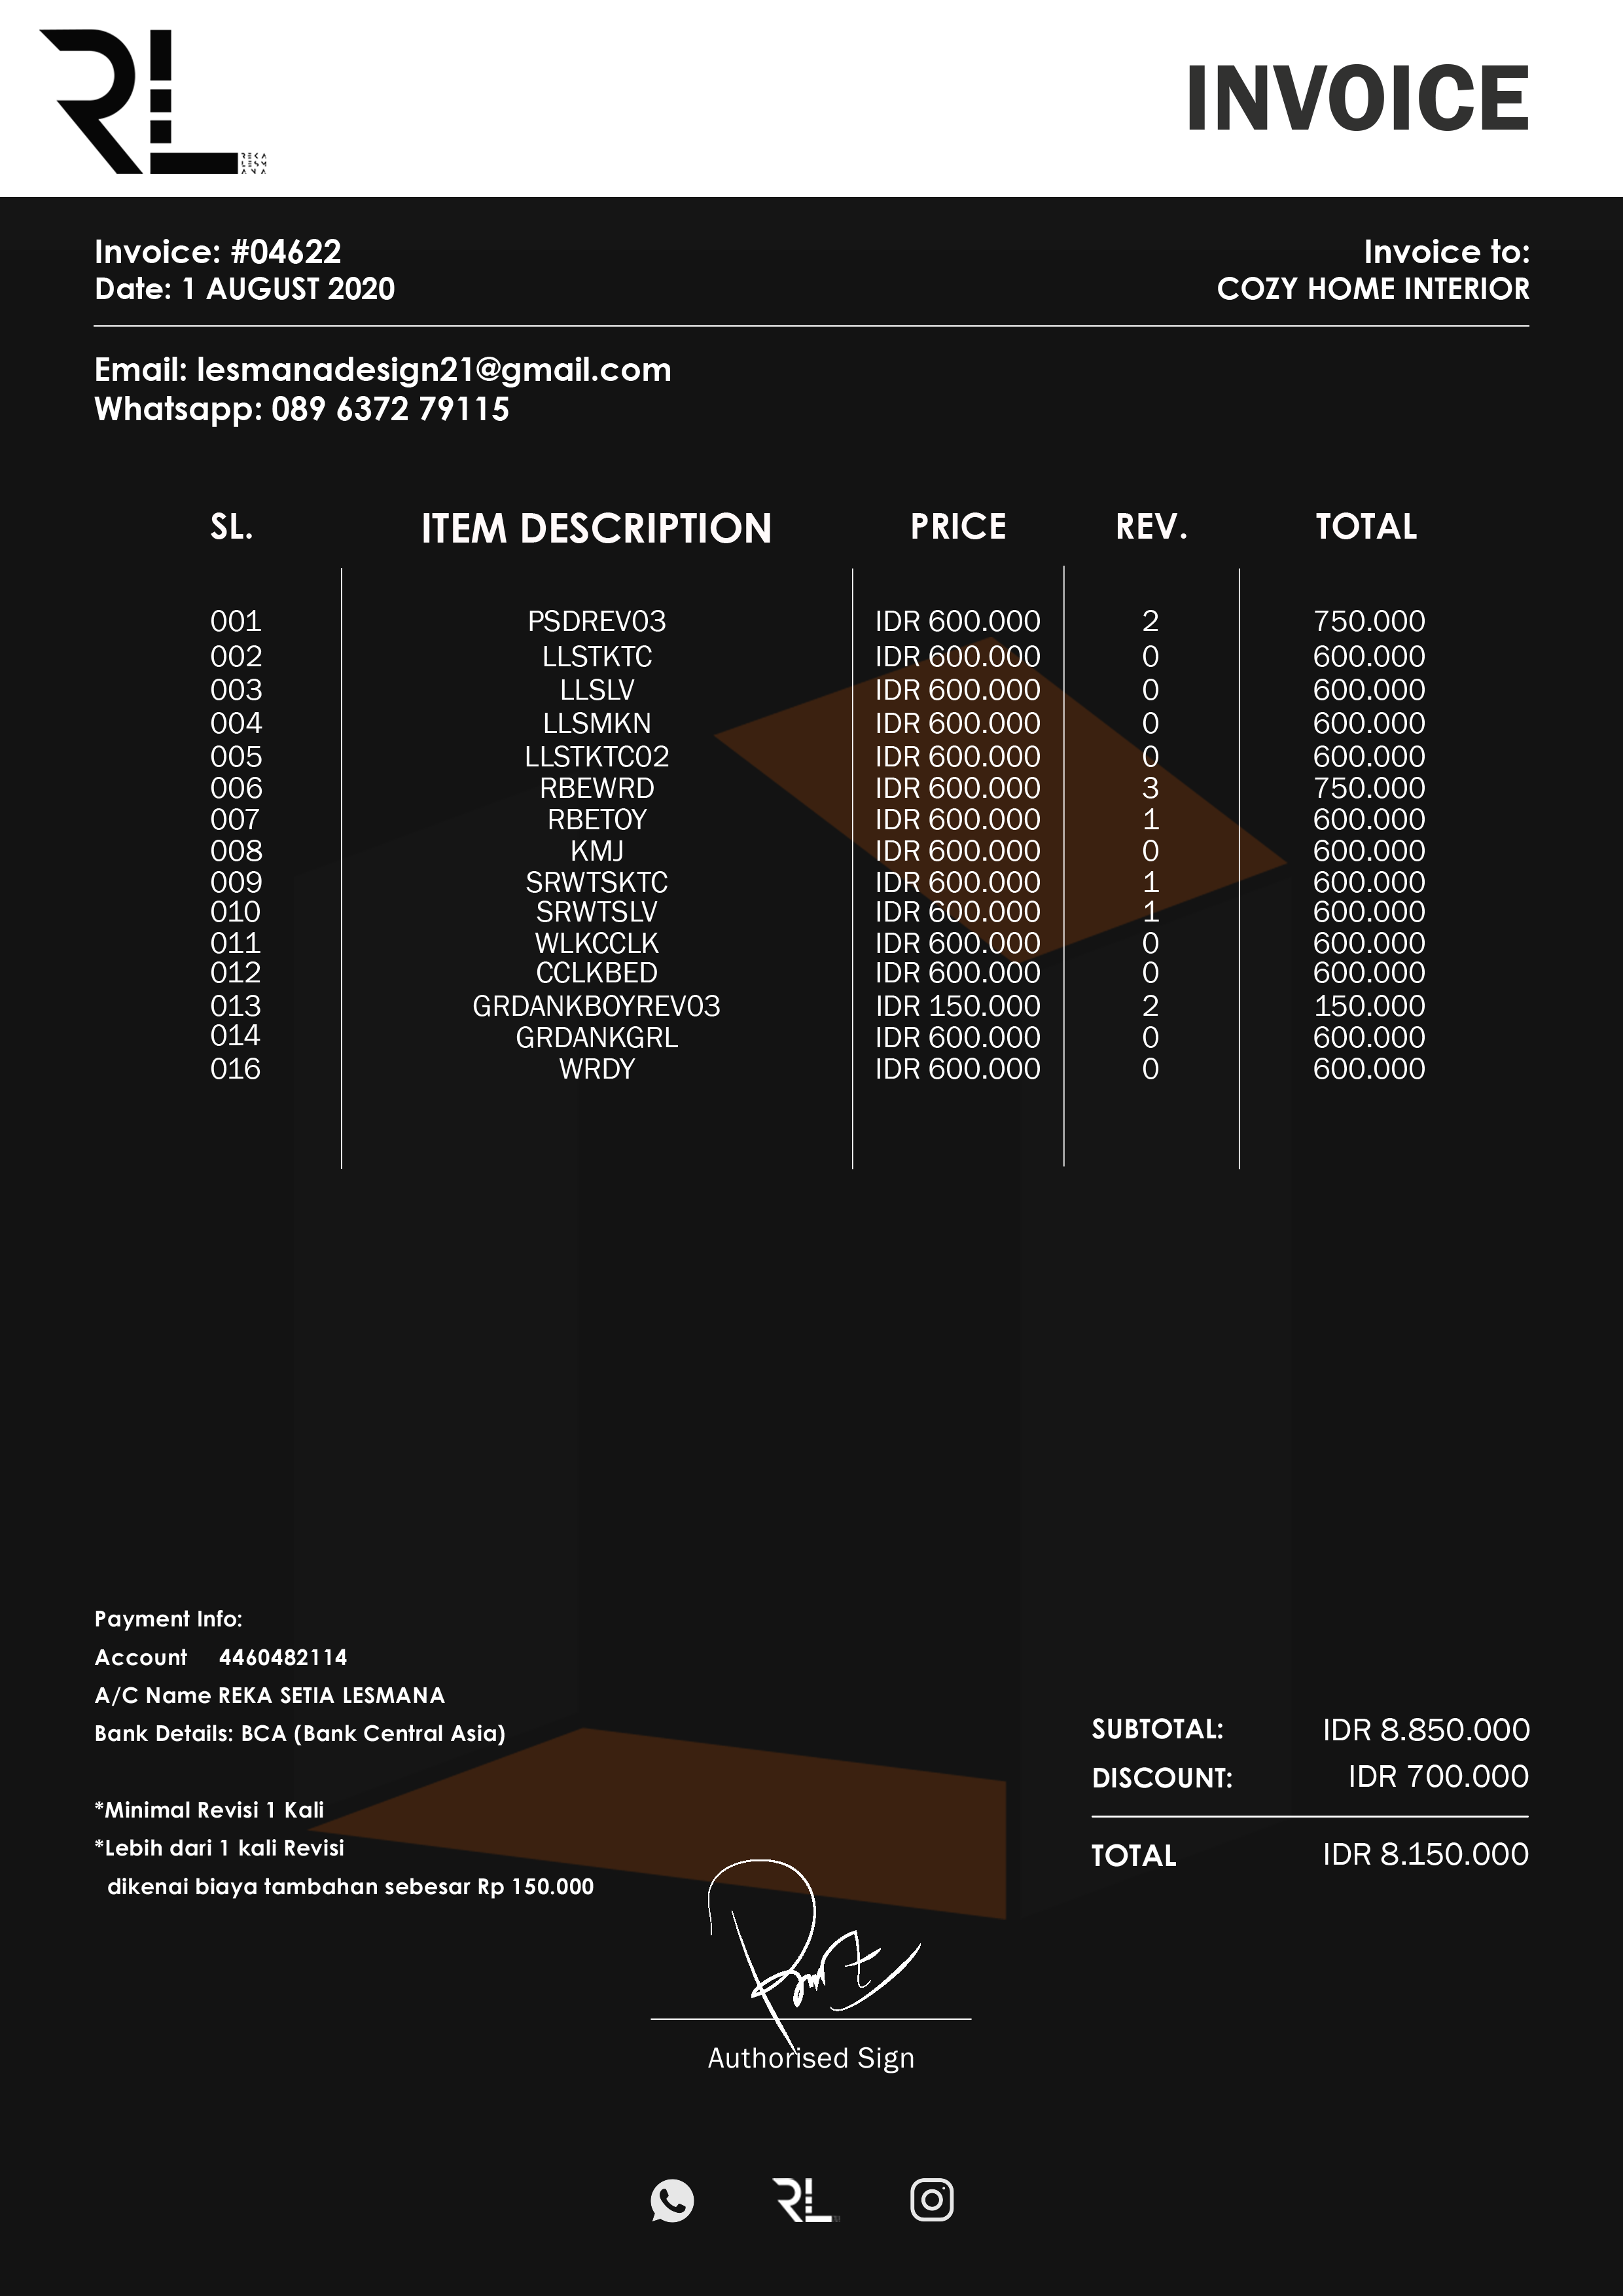 RL
REKA
LESM
ANA
INVOICE
Invoice: #04622
Invoice to:
Date: 1 AUGUST 2020
COZY HOME INTERIOR
Email: lesmanadesign21@gmail.com
Whatsapp: 089 6372 79115
SL. ITEM DESCRIPTION PRICE REV. TOTAL
001 PSDREV03 IDR 600.000 2 750.000
002 LLSTKTC IDR 600.000 0 600.000
003 LLSLV IDR 600.000 0 600.000
004 LLSMKN IDR 600.000 0 600.000
005 LLSTKTC02 IDR 600.000 0 600.000
006 RBEWRD IDR 600.000 3 750.000
007 RBETOY IDR 600.000 1 600.000
008 KMJ IDR 600.000 0 600.000
009 SRWTSKTC IDR 600.000 1 600.000
010 SRWTSLV IDR 600.000 1 600.000
011 WLKCCLK IDR 600.000 0 600.000
012 CCLKBED IDR 600.000 0 600.000
013 GRDANKBOYREV03 IDR 150.000 2 150.000
014 GRDANKGRL IDR 600.000 0 600.000
016 WRDY IDR 600.000 0 600.000
Payment Info:
Account 4460482114
A/C Name REKA SETIA LESMANA
Bank Details: BCA (Bank Central Asia)
*Minimal Revisi 1 Kali
*Lebih dari 1 kali Revisi
dikenai biaya tambahan sebesar Rp 150.000
SUBTOTAL: IDR 8.850.000
DISCOUNT: IDR 700.000
TOTAL IDR 8.150.000
Authorised Sign
RL